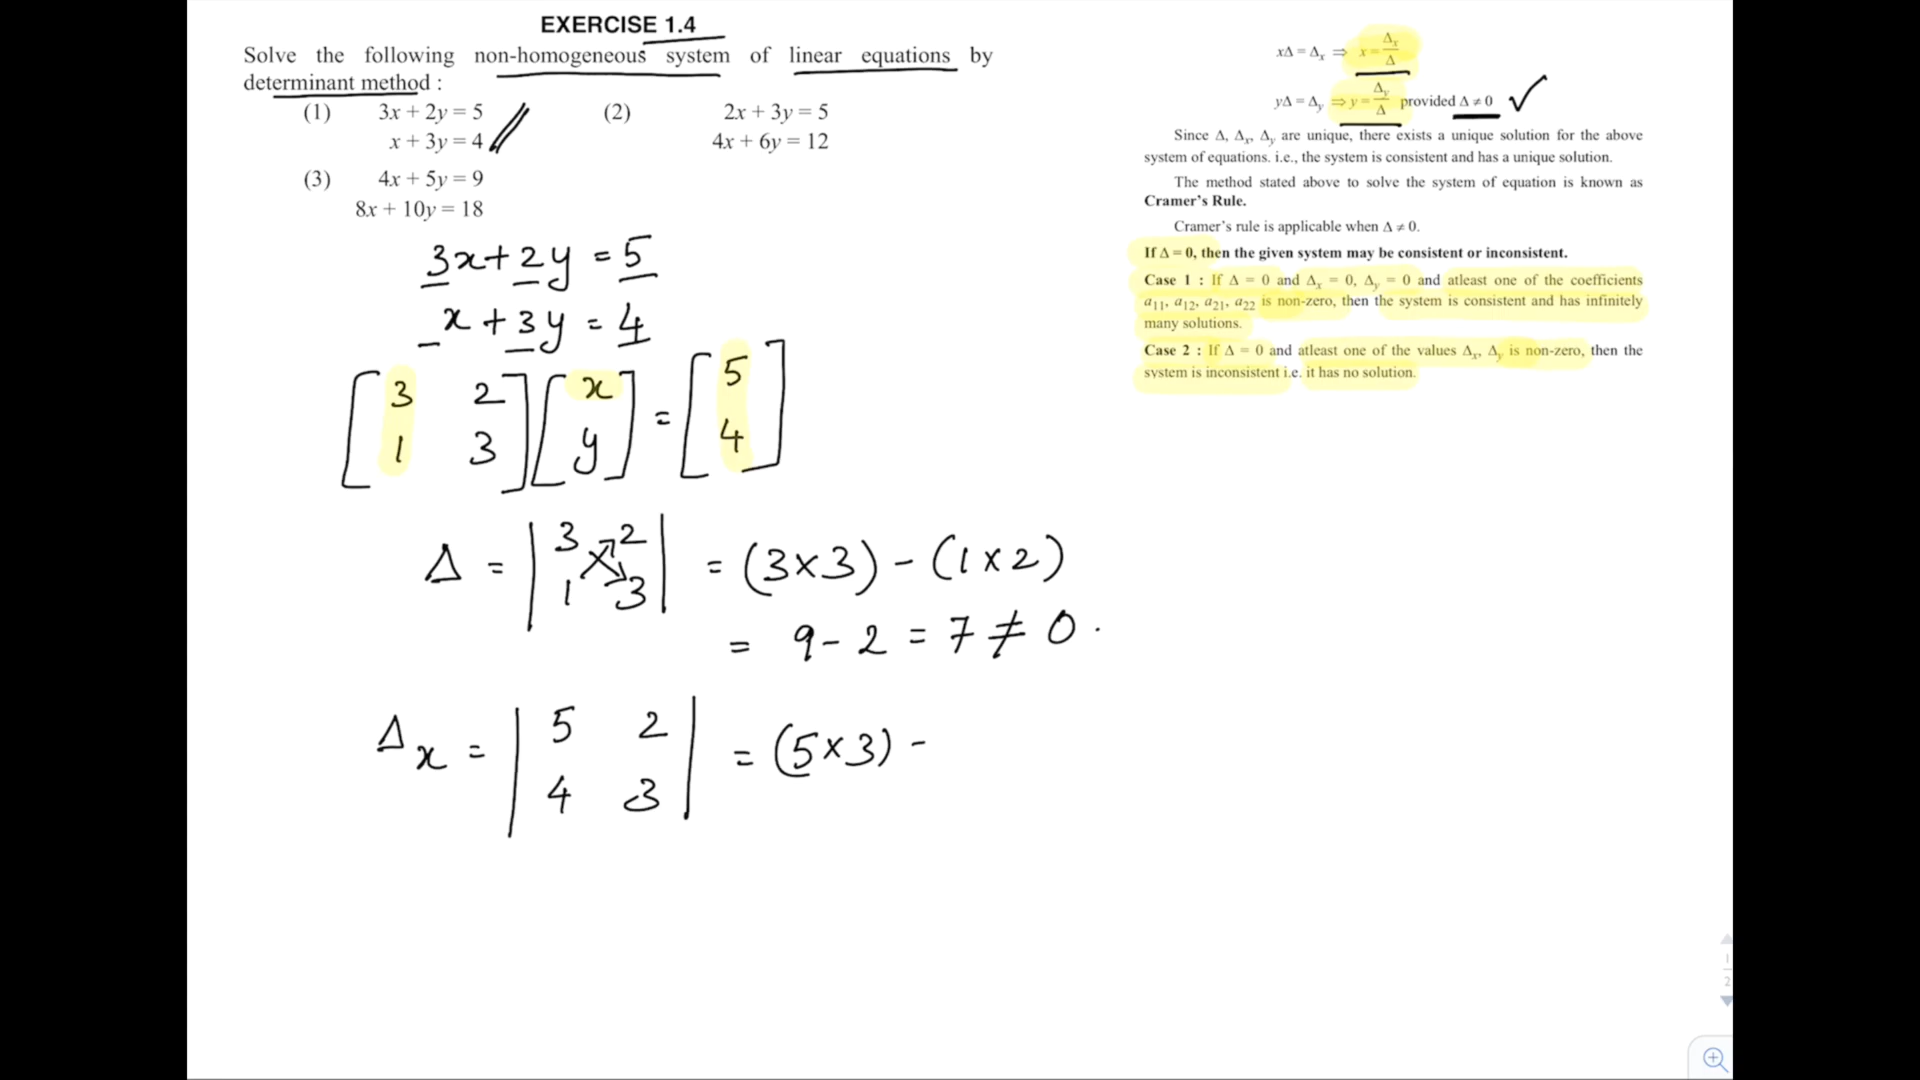 EXERCISE 1.4
Solve the following non-homogeneous system of linear equations by
determinant method :
(1) 3x + 2y = 5
x + 3y = 4
(2) 2x + 3y = 5
4x + 6y = 12
(3) 4x + 5y = 9
8x + 10y = 18
3x + 2y = 5
x + 3y = 4
[3 2] [x] = [5]
[1 3] [y] [4]
Δ = |3 2| = (3×3) - (1×2)
|1 3|
= 9 - 2 = 7 ≠ 0.
Δx = |5 2| = (5×3) -
|4 3|
xΔ = Δx ⇒ x = Δx/Δ
yΔ = Δy ⇒ y = Δy/Δ provided Δ ≠ 0
Since Δ, Δx, Δy are unique, there exists a unique solution for the above
system of equations. i.e., the system is consistent and has a unique solution.
The method stated above to solve the system of equation is known as
Cramer's Rule.
Cramer's rule is applicable when Δ ≠ 0.
If Δ = 0, then the given system may be consistent or inconsistent.
Case 1 : If Δ = 0 and Δx = 0, Δy = 0 and atleast one of the coefficients
a11, a12, a21, a22 is non-zero, then the system is consistent and has infinitely
many solutions.
Case 2 : If Δ = 0 and atleast one of the values Δx, Δy is non-zero, then the
system is inconsistent i.e. it has no solution.
1
2